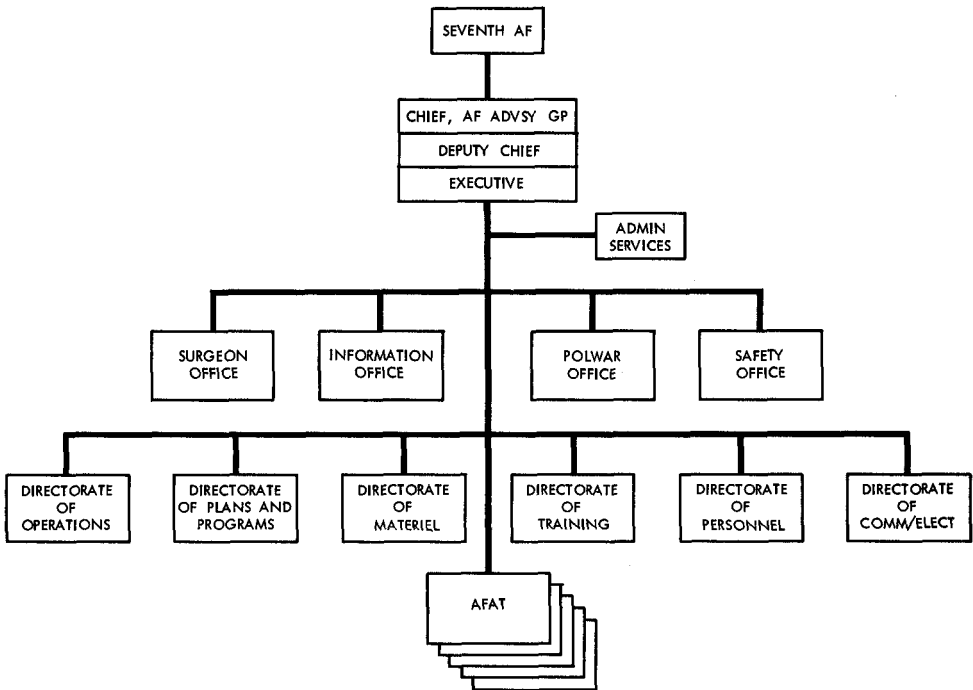 SEVENTH AF
CHIEF, AF ADVSY GP
DEPUTY CHIEF
EXECUTIVE
ADMIN
SERVICES
SURGEON
OFFICE
INFORMATION
OFFICE
POLWAR
OFFICE
SAFETY
OFFICE
DIRECTORATE
OF
OPERATIONS
DIRECTORATE
OF PLANS AND
PROGRAMS
DIRECTORATE
OF
MATERIEL
DIRECTORATE
OF
TRAINING
DIRECTORATE
OF
PERSONNEL
DIRECTORATE
OF
COMM/ELECT
AFAT